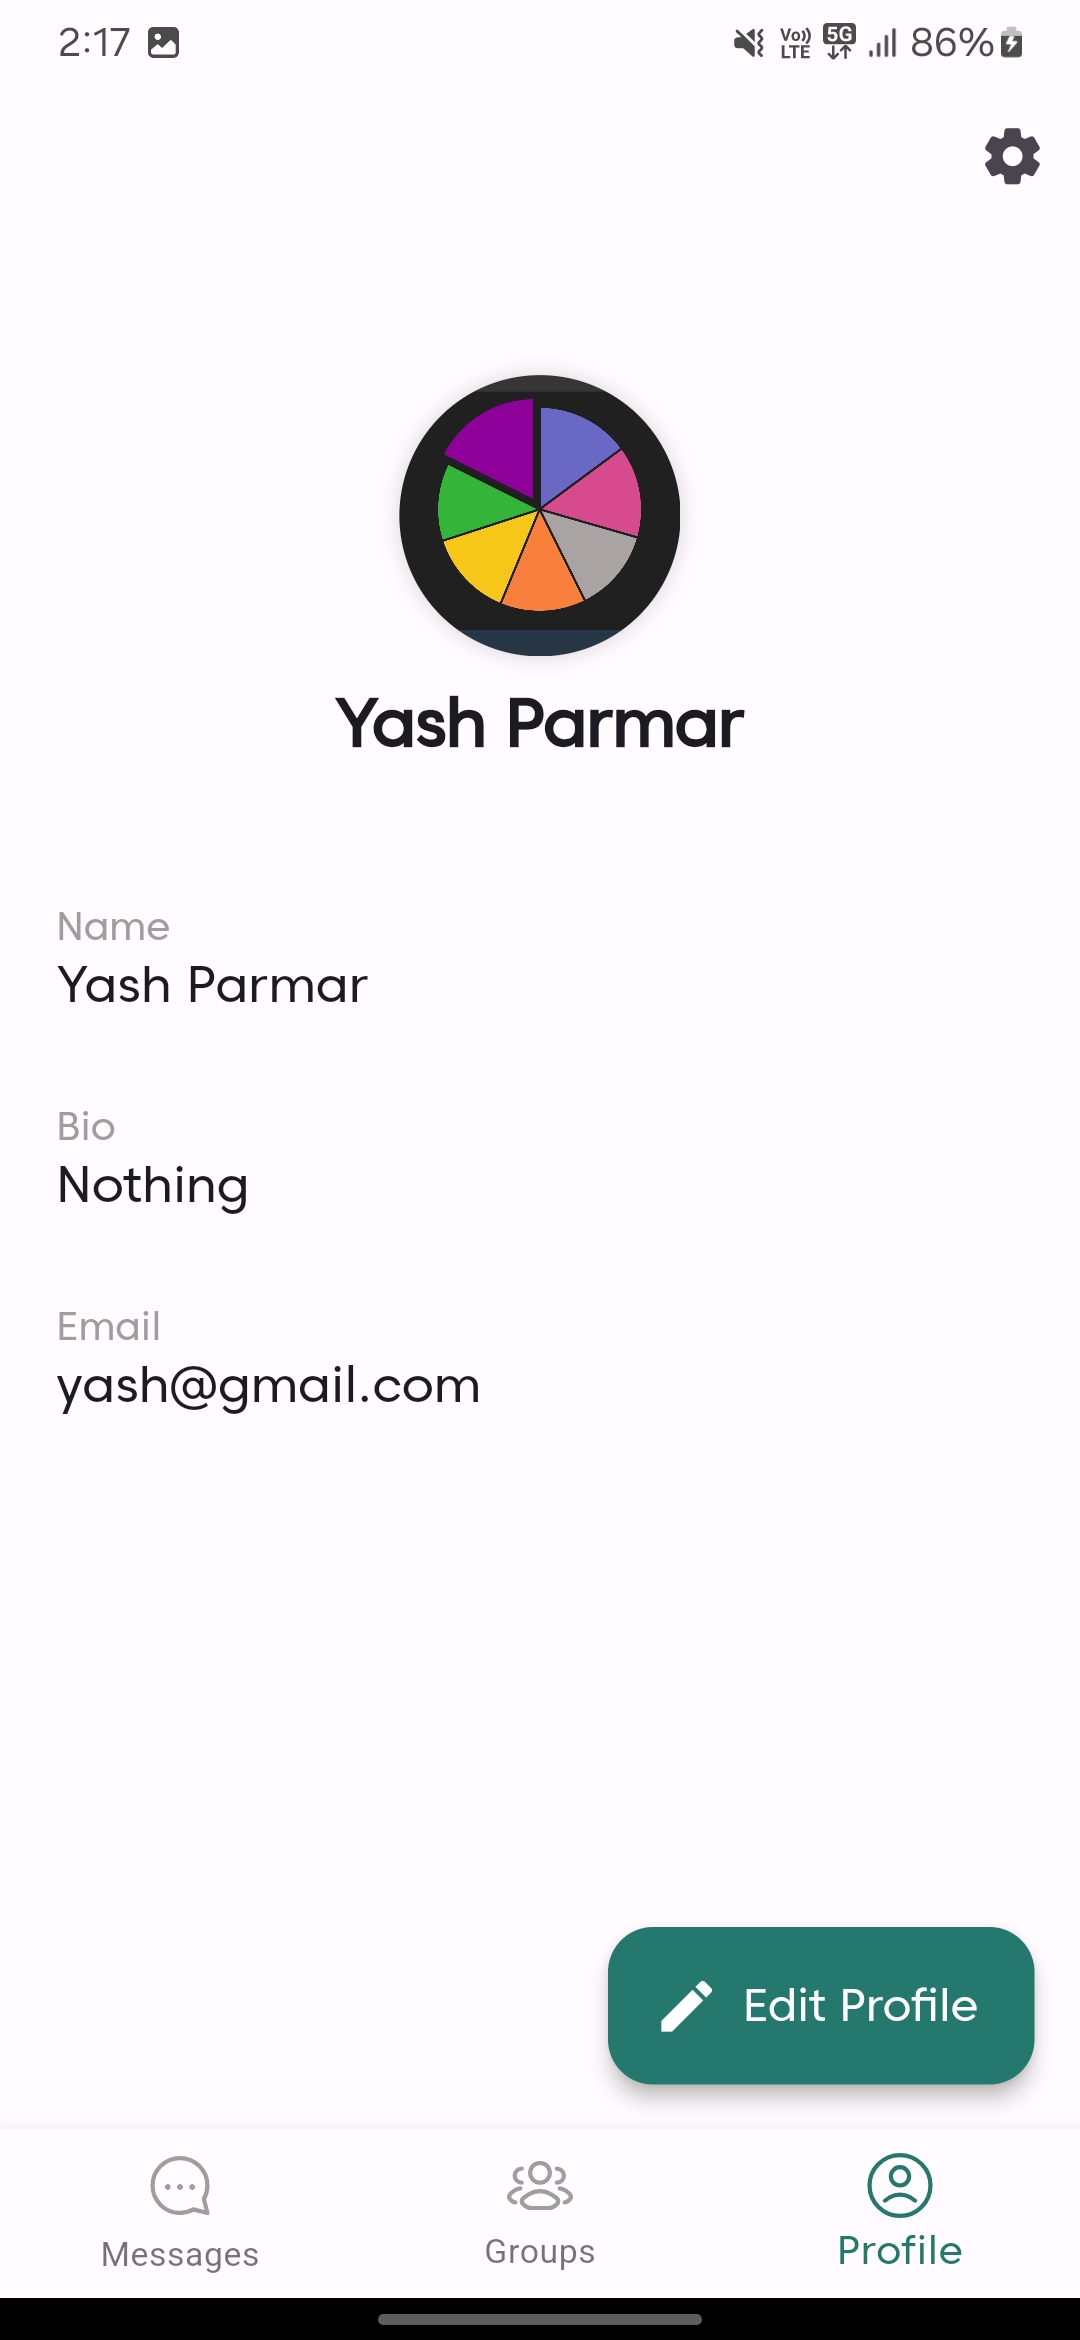 2:17 Vo)) LTE 5G 86%
Yash Parmar
Name
Yash Parmar
Bio
Nothing
Email
yash@gmail.com
Edit Profile
Messages Groups Profile